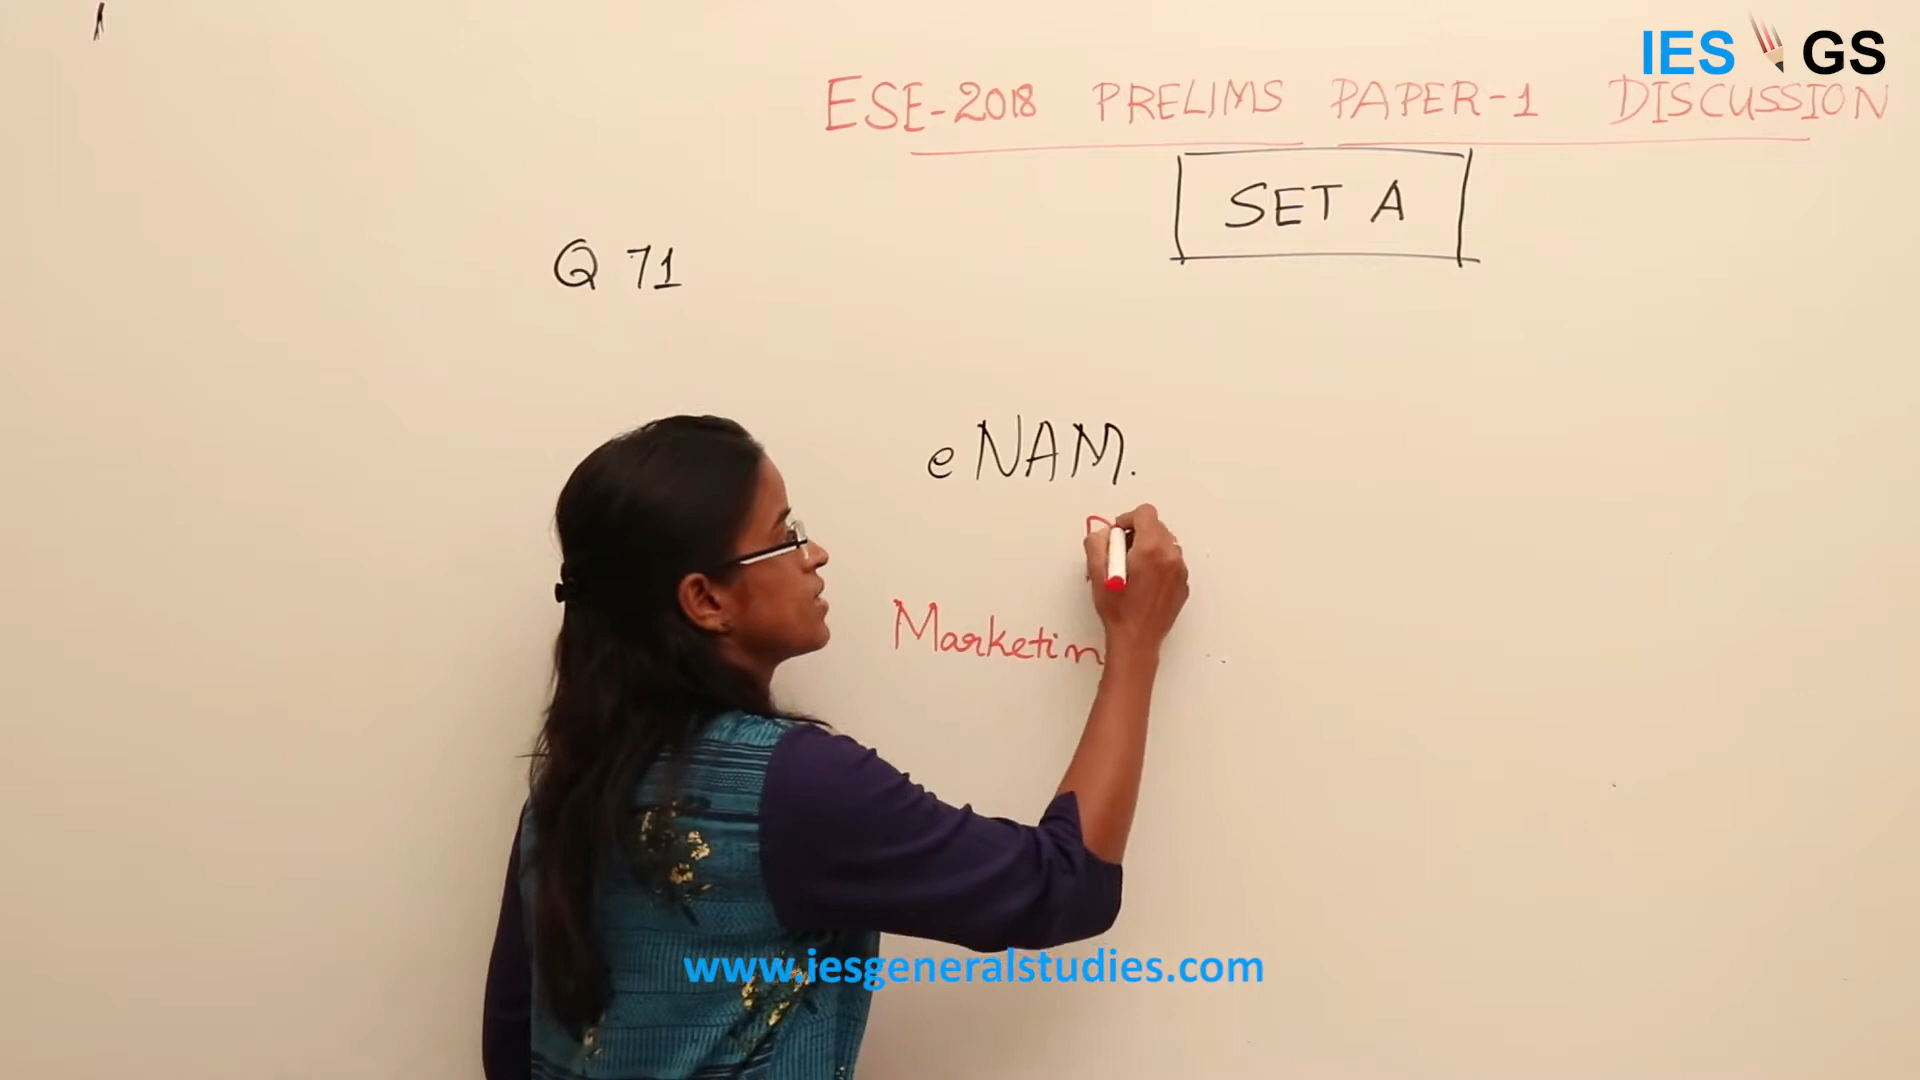 IES GS
ESE-2018 PRELIMS PAPER-1 DISCUSSION
SET A
Q 71
eNAM.
Marketin
www.iesgeneralstudies.com